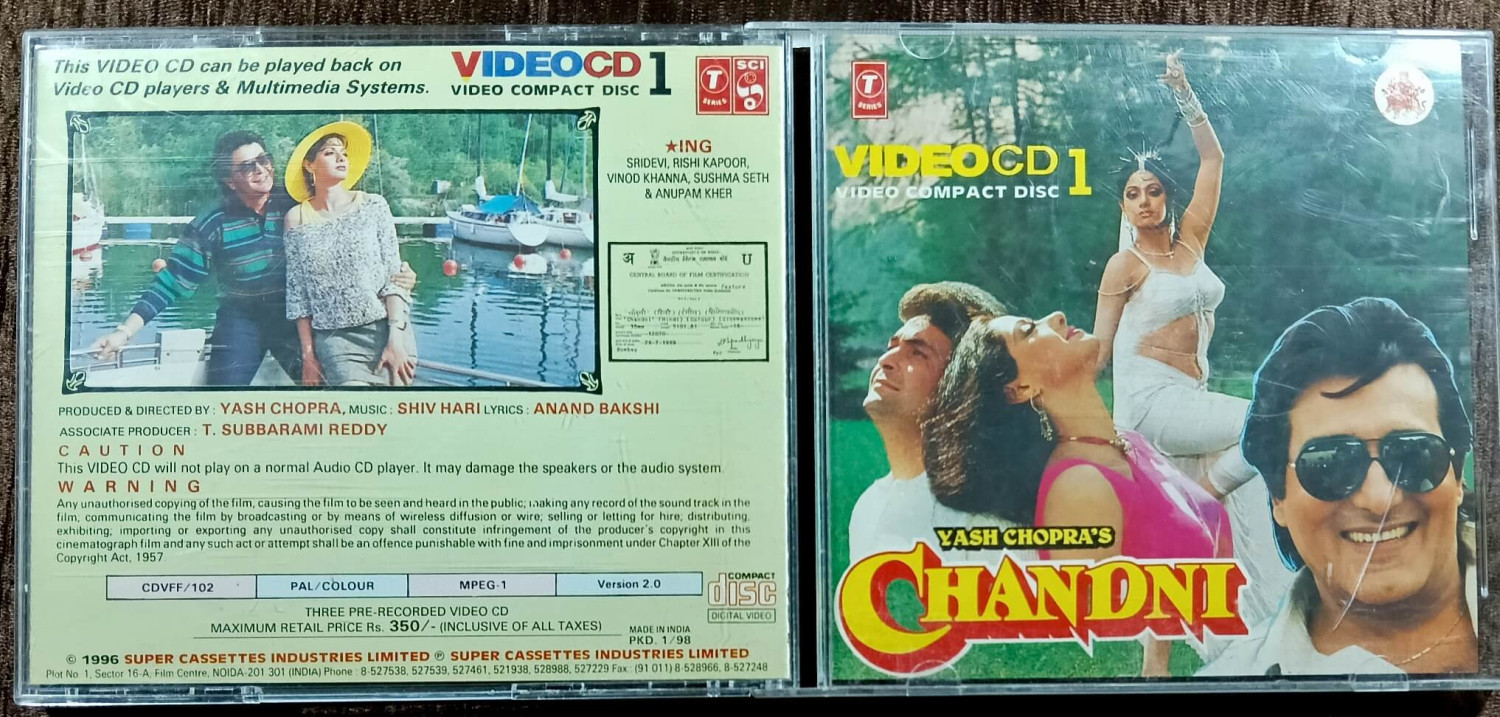 This VIDEO CD can be played back on
Video CD players & Multimedia Systems.
VIDEOCD 1
VIDEO COMPACT DISC
T
SERIES
SCI
★ING
SRIDEVI, RISHI KAPOOR,
VINOD KHANNA, SUSHMA SETH
& ANUPAM KHER
अ
U
CENTRAL BOARD OF FILM CERTIFICATION
PRODUCED & DIRECTED BY : YASH CHOPRA, MUSIC : SHIV HARI LYRICS : ANAND BAKSHI
ASSOCIATE PRODUCER : T. SUBBARAMI REDDY
CAUTION
This VIDEO CD will not play on a normal Audio CD player. It may damage the speakers or the audio system.
WARNING
Any unauthorised copying of the film, causing the film to be seen and heard in the public; making any record of the sound track in the
film, communicating the film by broadcasting or by means of wireless diffusion or wire; selling or letting for hire; distributing,
exhibiting; importing or exporting any unauthorised copy shall constitute infringement of the producer's copyright in this
cinematograph film and any such act or attempt shall be an offence punishable with fine and imprisonment under Chapter XIII of the
Copyright Act, 1957.
CDVFF/102
PAL/COLOUR
MPEG-1
Version 2.0
COMPACT
disc
DIGITAL VIDEO
THREE PRE-RECORDED VIDEO CD
MAXIMUM RETAIL PRICE Rs. 350/- (INCLUSIVE OF ALL TAXES)
MADE IN INDIA
PKD. 1/98
© 1996 SUPER CASSETTES INDUSTRIES LIMITED ℗ SUPER CASSETTES INDUSTRIES LIMITED
Plot No. 1, Sector 16-A, Film Centre, NOIDA-201 301 (INDIA) Phone : 8-527538, 527539, 527461, 521938, 528988, 527229 Fax : (91 011) 8-528966, 8-527248
T
SERIES
VIDEOCD 1
VIDEO COMPACT DISC
YASH CHOPRA'S
CHANDNI